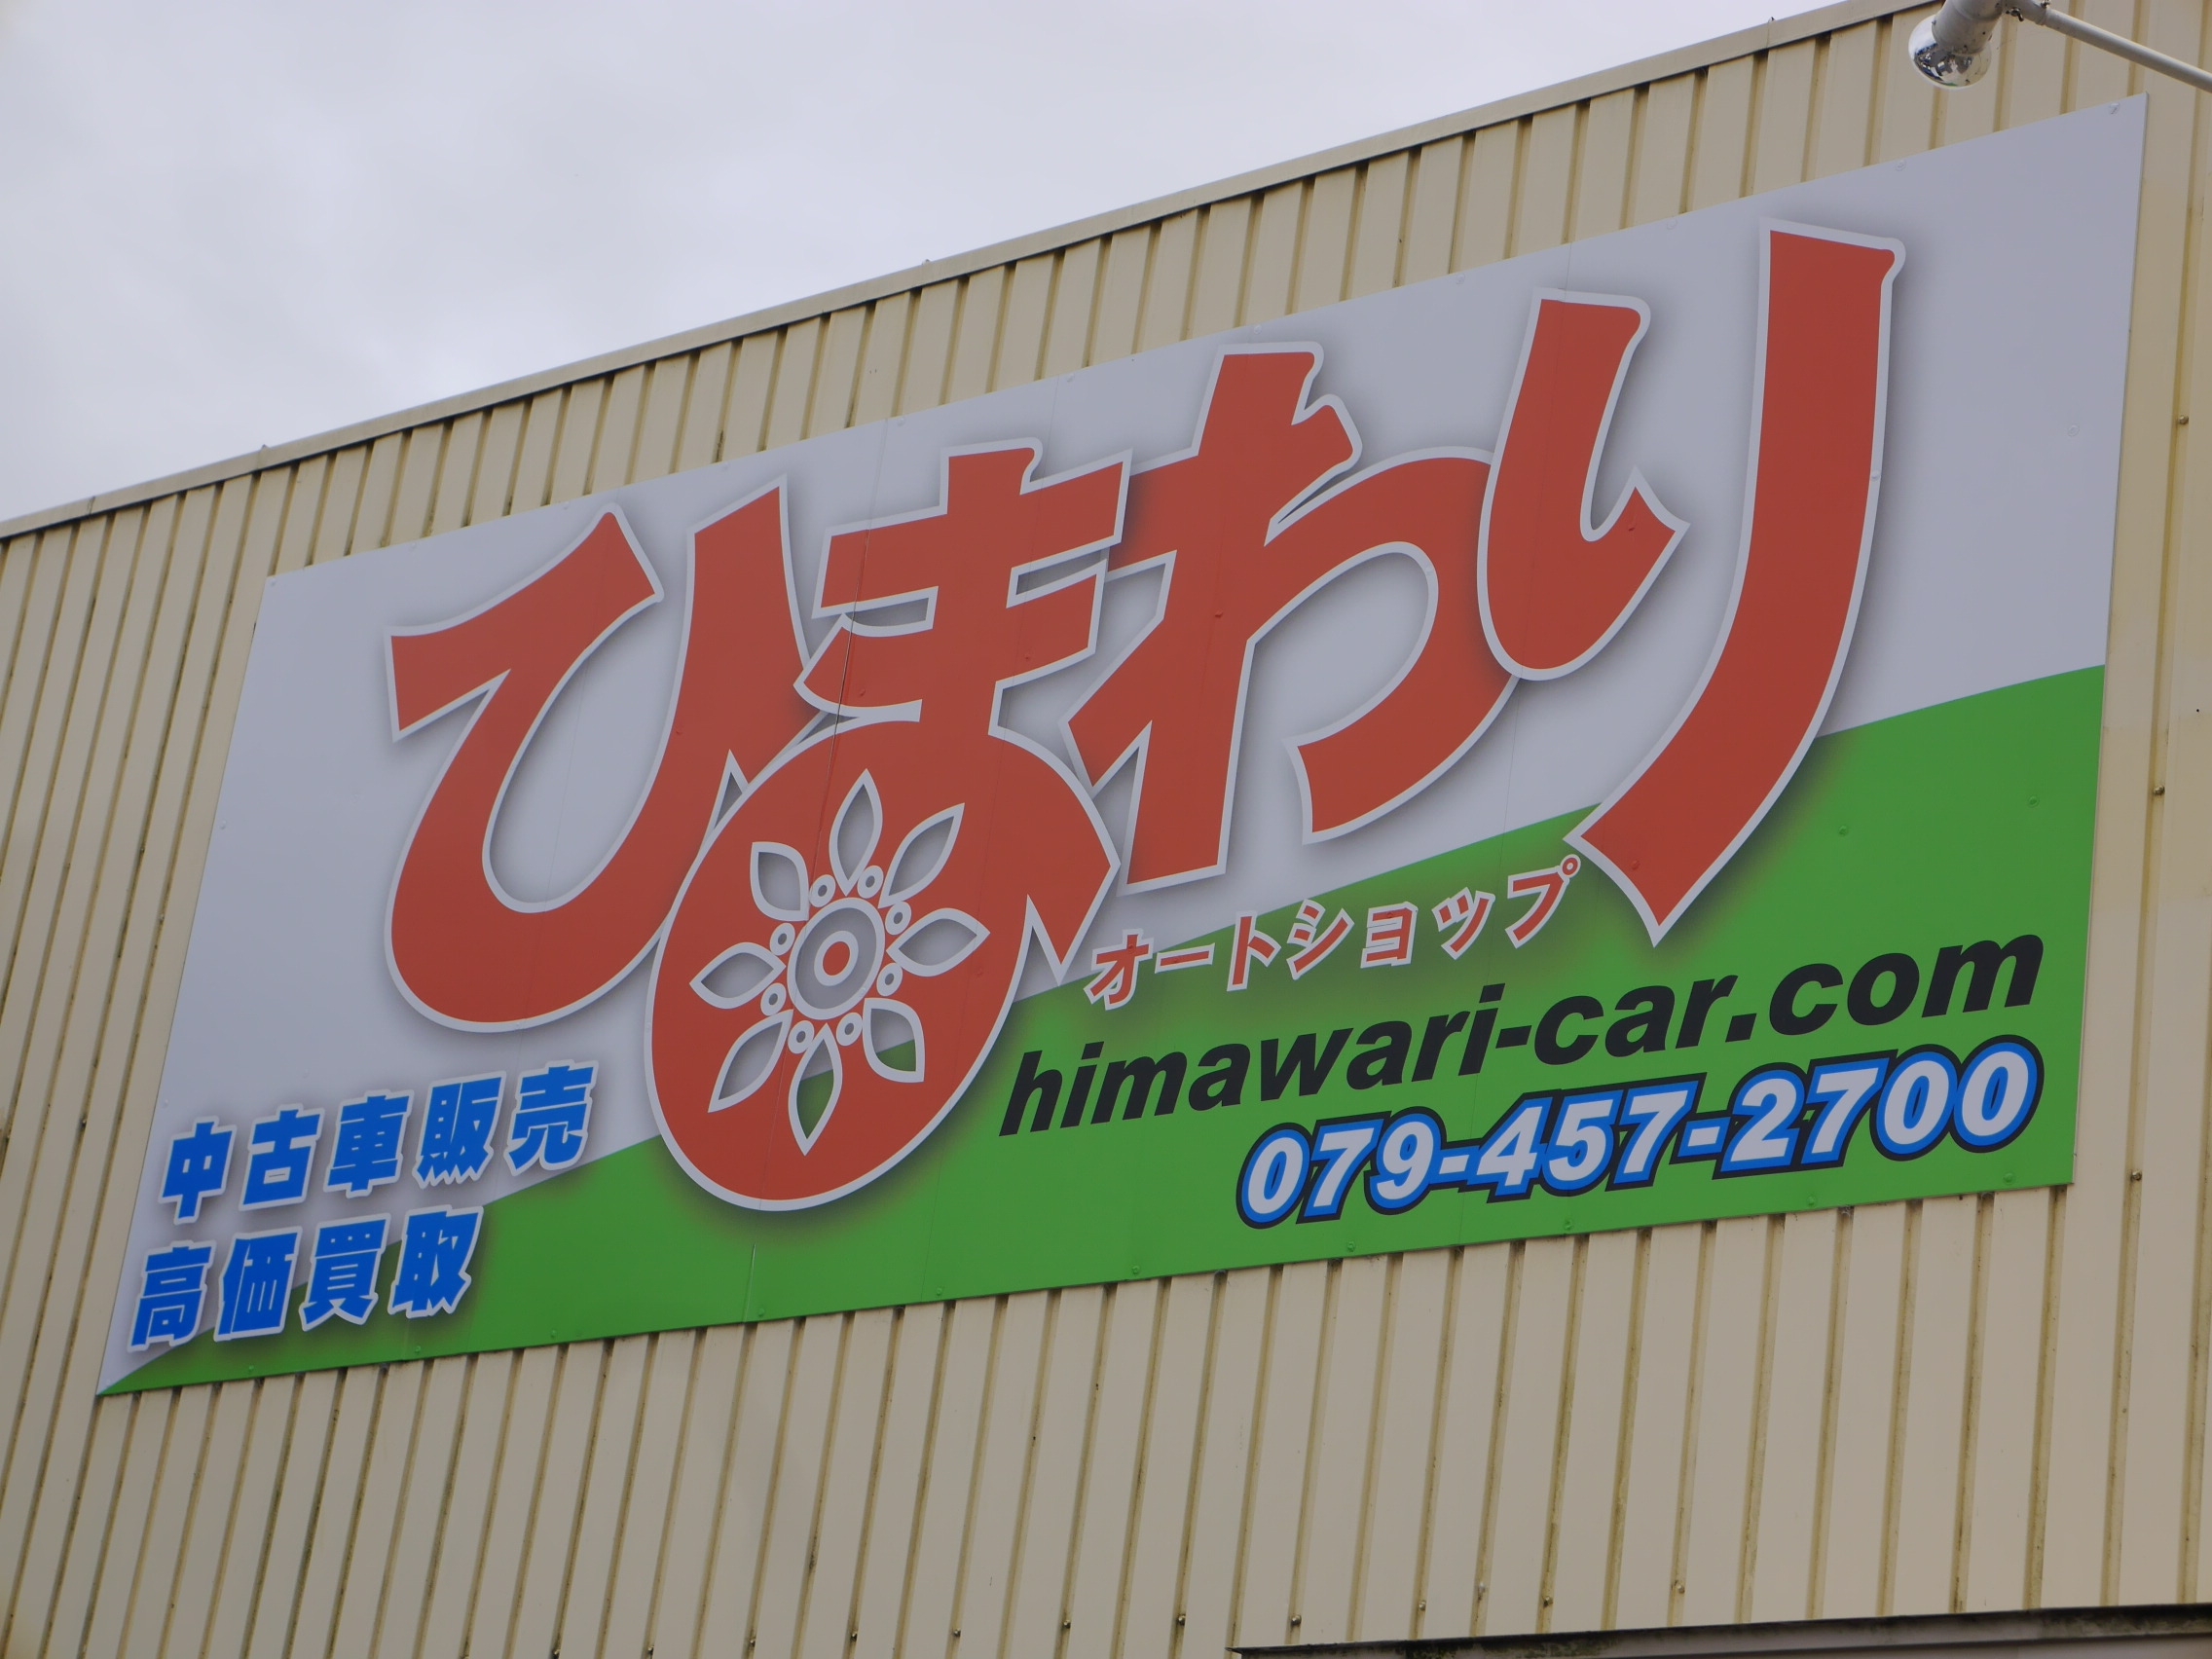 ひまわり
オートショップ
himawari-car.com
079-457-2700
中古車販売
高価買取